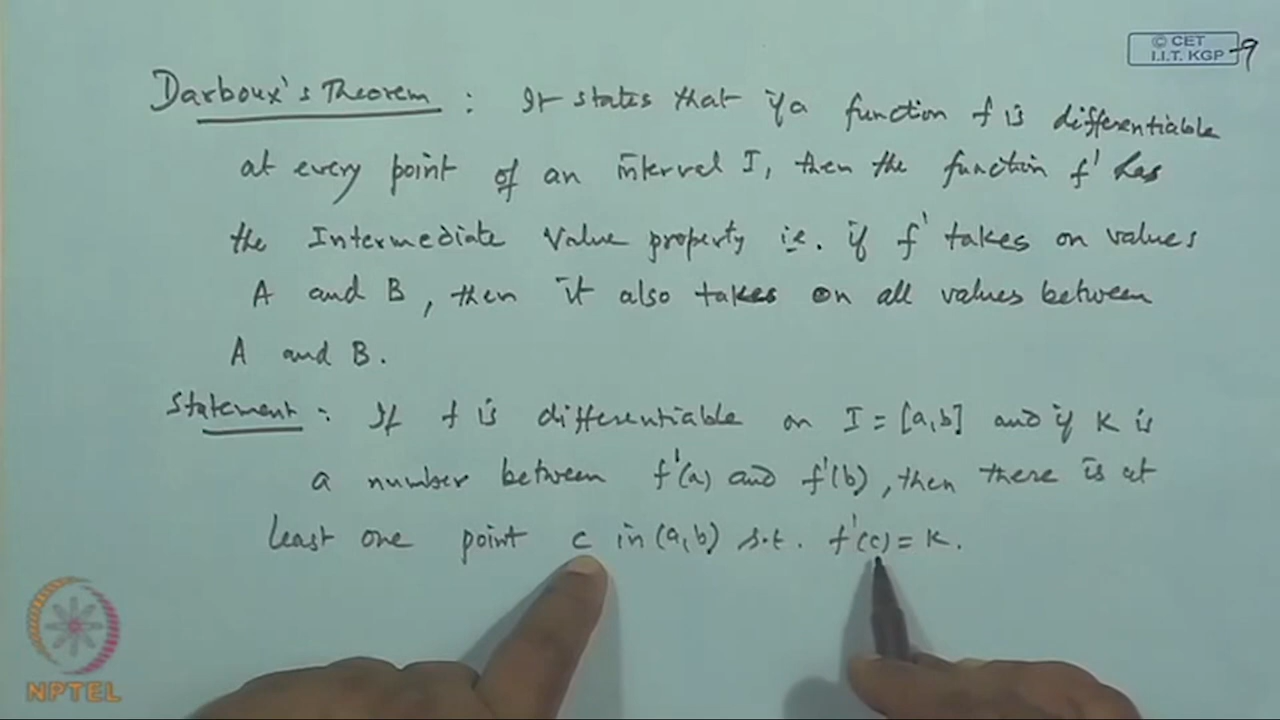 © CET
I.I.T. KGP
-9
Darboux's Theorem : It states that if a function f is differentiable
at every point of an interval I, then the function f' has
the Intermediate Value property i.e. if f' takes on values
A and B, then it also takes on all values between
A and B.
Statement : If f is differentiable on I = [a,b] and if K is
a number between f'(a) and f'(b), then there is at
least one point c in (a,b) s.t. f'(c) = K.
NPTEL